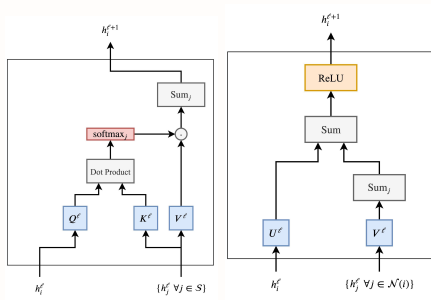 h_i^{ℓ+1}
Sum_j
softmax_j
Dot Product
Q^ℓ K^ℓ V^ℓ
h_i^ℓ {h_j^ℓ ∀j ∈ S}
h_i^{ℓ+1}
ReLU
Sum
Sum_j
U^ℓ V^ℓ
h_i^ℓ {h_j^ℓ ∀j ∈ N(i)}